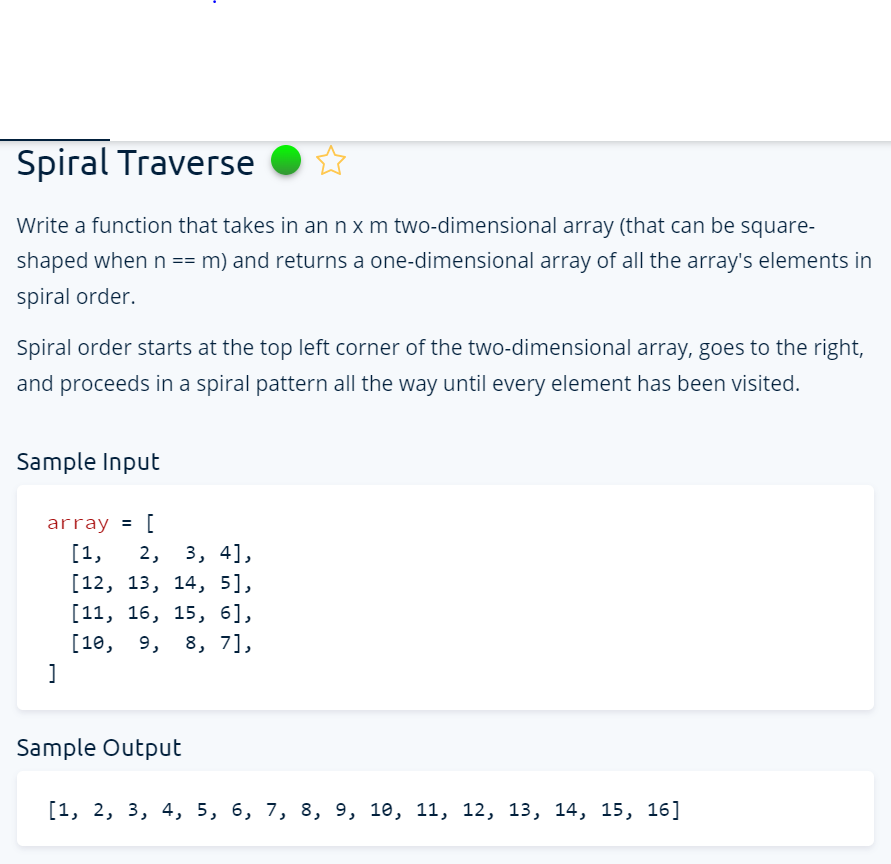 Spiral Traverse
Write a function that takes in an n x m two-dimensional array (that can be square-
shaped when n == m) and returns a one-dimensional array of all the array's elements in
spiral order.
Spiral order starts at the top left corner of the two-dimensional array, goes to the right,
and proceeds in a spiral pattern all the way until every element has been visited.
Sample Input
array = [
  [1,   2,  3, 4],
  [12, 13, 14, 5],
  [11, 16, 15, 6],
  [10,  9,  8, 7],
]
Sample Output
[1, 2, 3, 4, 5, 6, 7, 8, 9, 10, 11, 12, 13, 14, 15, 16]